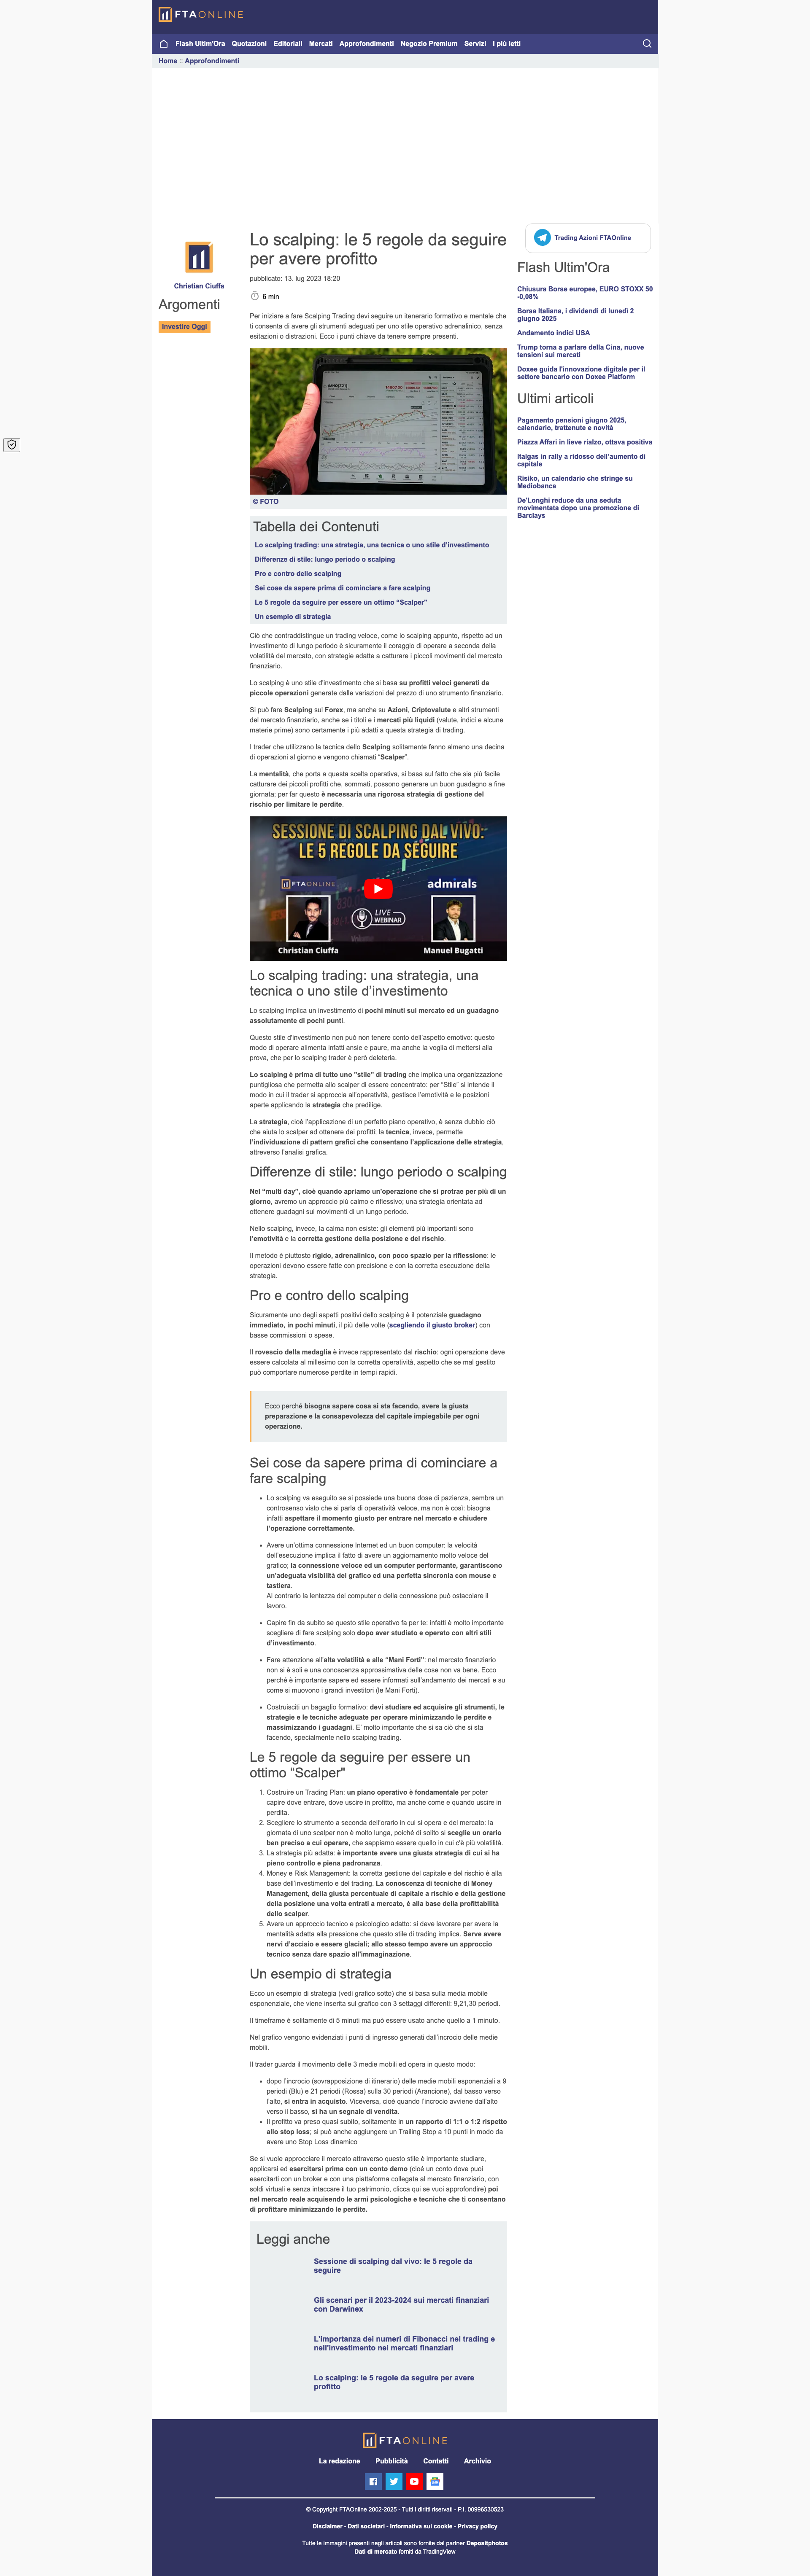 FTAONLINE
Flash Ultim'Ora Quotazioni Editoriali Mercati Approfondimenti Negozio Premium Servizi I più letti
Home :: Approfondimenti
Christian Ciuffa
Argomenti
Investire Oggi
Lo scalping: le 5 regole da seguire
per avere profitto
pubblicato: 13. lug 2023 18:20
6 min
Per iniziare a fare Scalping Trading devi seguire un itenerario formativo e mentale che
ti consenta di avere gli strumenti adeguati per uno stile operativo certosino, senza
esitazioni o distrazioni. Ecco i punti chiave da tenere sempre presenti.
© FOTO
Tabella dei Contenuti
Lo scalping trading: una strategia, una tecnica o uno stile d'investimento
Differenze di stile: lungo periodo o scalping
Pro e contro dello scalping
Sei cose da sapere prima di cominciare a fare scalping
Le 5 regole da seguire per essere un ottimo “Scalper"
Un esempio di strategia
Ciò che contraddistingue un trading veloce, come lo scalping appunto, rispetto ad un
investimento di lungo periodo è sicuramente il coraggio di operare a seconda della
volatilità del mercato, con strategie adatte a catturare i piccoli movimenti del mercato
finanziario.
Lo scalping è uno stile d'investimento che si basa su profitti veloci generati da
piccole operazioni generate dalle variazioni del prezzo di uno strumento finanziario.
Si può fare Scalping sul Forex, ma anche su Azioni, Criptovalute e altri strumenti
del mercato finanziario, anche se i titoli e i mercati più liquidi (valute, indici e alcune
materie prime) sono certamente i più adatti a questa strategia di trading.
I trader che utilizzano la tecnica dello Scalping solitamente fanno almeno una decina
di operazioni al giorno e vengono chiamati “Scalper”.
La mentalità, che porta a questa scelta operativa, si basa sul fatto che sia più facile
catturare dei piccoli profitti che, sommati, possono generare un buon guadagno a fine
giornata; per far questo è necessaria una rigorosa strategia di gestione del
rischio per limitare le perdite.
SESSIONE DI SCALPING DAL VIVO:
LE 5 REGOLE DA SEGUIRE
FTAONLINE
admirals
LIVE
WEBINAR
Christian Ciuffa
Manuel Bugatti
Lo scalping trading: una strategia, una
tecnica o uno stile d’investimento
Lo scalping implica un investimento di pochi minuti sul mercato ed un guadagno
assolutamente di pochi punti.
Questo stile d'investimento non può non tenere conto dell’aspetto emotivo: questo
modo di operare alimenta infatti ansie e paure, ma anche la voglia di mettersi alla
prova, che per lo scalping trader è però deleteria.
Lo scalping è prima di tutto uno "stile" di trading che implica una organizzazione
puntigliosa che permetta allo scalper di essere concentrato: per “Stile” si intende il
modo in cui il trader si approccia all’operatività, gestisce l’emotività e le posizioni
aperte applicando la strategia che predilige.
La strategia, cioè l'applicazione di un perfetto piano operativo, è senza dubbio ciò
che aiuta lo scalper ad ottenere dei profitti; la tecnica, invece, permette
l’individuazione di pattern grafici che consentano l’applicazione delle strategia,
attreverso l’analisi grafica.
Differenze di stile: lungo periodo o scalping
Nel “multi day”, cioè quando apriamo un'operazione che si protrae per più di un
giorno, avremo un approccio più calmo e riflessivo; una strategia orientata ad
ottenere guadagni sui movimenti di un lungo periodo.
Nello scalping, invece, la calma non esiste: gli elementi più importanti sono
l’emotività e la corretta gestione della posizione e del rischio.
Il metodo è piuttosto rigido, adrenalinico, con poco spazio per la riflessione: le
operazioni devono essere fatte con precisione e con la corretta esecuzione della
strategia.
Pro e contro dello scalping
Sicuramente uno degli aspetti positivi dello scalping è il potenziale guadagno
immediato, in pochi minuti, il più delle volte (scegliendo il giusto broker) con
basse commissioni o spese.
Il rovescio della medaglia è invece rappresentato dal rischio: ogni operazione deve
essere calcolata al millesimo con la corretta operatività, aspetto che se mal gestito
può comportare numerose perdite in tempi rapidi.
Ecco perché bisogna sapere cosa si sta facendo, avere la giusta
preparazione e la consapevolezza del capitale impiegabile per ogni
operazione.
Sei cose da sapere prima di cominciare a
fare scalping
Lo scalping va eseguito se si possiede una buona dose di pazienza, sembra un
controsenso visto che si parla di operatività veloce, ma non è così: bisogna
infatti aspettare il momento giusto per entrare nel mercato e chiudere
l’operazione correttamente.
Avere un’ottima connessione Internet ed un buon computer: la velocità
dell’esecuzione implica il fatto di avere un aggiornamento molto veloce del
grafico; la connessione veloce ed un computer performante, garantiscono
un'adeguata visibilità del grafico ed una perfetta sincronia con mouse e
tastiera.
Al contrario la lentezza del computer o della connessione può ostacolare il
lavoro.
Capire fin da subito se questo stile operativo fa per te: infatti è molto importante
scegliere di fare scalping solo dopo aver studiato e operato con altri stili
d’investimento.
Fare attenzione all’alta volatilità e alle “Mani Forti”: nel mercato finanziario
non si è soli e una conoscenza approssimativa delle cose non va bene. Ecco
perché è importante sapere ed essere informati sull’andamento dei mercati e su
come si muovono i grandi investitori (le Mani Forti).
Costruisciti un bagaglio formativo: devi studiare ed acquisire gli strumenti, le
strategie e le tecniche adeguate per operare minimizzando le perdite e
massimizzando i guadagni. E’ molto importante che si sa ciò che si sta
facendo, specialmente nello scalping trading.
Le 5 regole da seguire per essere un
ottimo “Scalper"
1. Costruire un Trading Plan: un piano operativo è fondamentale per poter
capire dove entrare, dove uscire in profitto, ma anche come e quando uscire in
perdita.
2. Scegliere lo strumento a seconda dell’orario in cui si opera e del mercato: la
giornata di uno scalper non è molto lunga, poiché di solito si sceglie un orario
ben preciso a cui operare, che sappiamo essere quello in cui c'è più volatilità.
3. La strategia più adatta: è importante avere una giusta strategia di cui si ha
pieno controllo e piena padronanza.
4. Money e Risk Management: la corretta gestione del capitale e del rischio è alla
base dell’investimento e del trading. La conoscenza di tecniche di Money
Management, della giusta percentuale di capitale a rischio e della gestione
della posizione una volta entrati a mercato, è alla base della profittabilità
dello scalper.
5. Avere un approccio tecnico e psicologico adatto: si deve lavorare per avere la
mentalità adatta alla pressione che questo stile di trading implica. Serve avere
nervi d’acciaio e essere glaciali; allo stesso tempo avere un approccio
tecnico senza dare spazio all'immaginazione.
Un esempio di strategia
Ecco un esempio di strategia (vedi grafico sotto) che si basa sulla media mobile
esponenziale, che viene inserita sul grafico con 3 settaggi differenti: 9,21,30 periodi.
Il timeframe è solitamente di 5 minuti ma può essere usato anche quello a 1 minuto.
Nel grafico vengono evidenziati i punti di ingresso generati dall’incrocio delle medie
mobili.
Il trader guarda il movimento delle 3 medie mobili ed opera in questo modo:
dopo l’incrocio (sovrapposizione di itinerario) delle medie mobili esponenziali a 9
periodi (Blu) e 21 periodi (Rossa) sulla 30 periodi (Arancione), dal basso verso
l’alto, si entra in acquisto. Viceversa, cioè quando l’incrocio avviene dall’alto
verso il basso, si ha un segnale di vendita.
Il profitto va preso quasi subito, solitamente in un rapporto di 1:1 o 1:2 rispetto
allo stop loss; si può anche aggiungere un Trailing Stop a 10 punti in modo da
avere uno Stop Loss dinamico
Se si vuole approcciare il mercato attraverso questo stile è importante studiare,
applicarsi ed esercitarsi prima con un conto demo (cioè un conto dove puoi
esercitarti con un broker e con una piattaforma collegata al mercato finanziario, con
soldi virtuali e senza intaccare il tuo patrimonio, clicca qui se vuoi approfondire) poi
nel mercato reale acquisendo le armi psicologiche e tecniche che ti consentano
di profittare minimizzando le perdite.
Leggi anche
Sessione di scalping dal vivo: le 5 regole da
seguire
Gli scenari per il 2023-2024 sui mercati finanziari
con Darwinex
L'importanza dei numeri di Fibonacci nel trading e
nell'investimento nei mercati finanziari
Lo scalping: le 5 regole da seguire per avere
profitto
Trading Azioni FTAOnline
Flash Ultim'Ora
Chiusura Borse europee, EURO STOXX 50
-0,08%
Borsa Italiana, i dividendi di lunedì 2
giugno 2025
Andamento indici USA
Trump torna a parlare della Cina, nuove
tensioni sui mercati
Doxee guida l'innovazione digitale per il
settore bancario con Doxee Platform
Ultimi articoli
Pagamento pensioni giugno 2025,
calendario, trattenute e novità
Piazza Affari in lieve rialzo, ottava positiva
Italgas in rally a ridosso dell'aumento di
capitale
Risiko, un calendario che stringe su
Mediobanca
De'Longhi reduce da una seduta
movimentata dopo una promozione di
Barclays
FTAONLINE
La redazione Pubblicità Contatti Archivio
© Copyright FTAOnline 2002-2025 - Tutti i diritti riservati - P.I. 00996530523
Disclaimer - Dati societari - Informativa sui cookie - Privacy policy
Tutte le immagini presenti negli articoli sono fornite dal partner Depositphotos
Dati di mercato forniti da TradingView